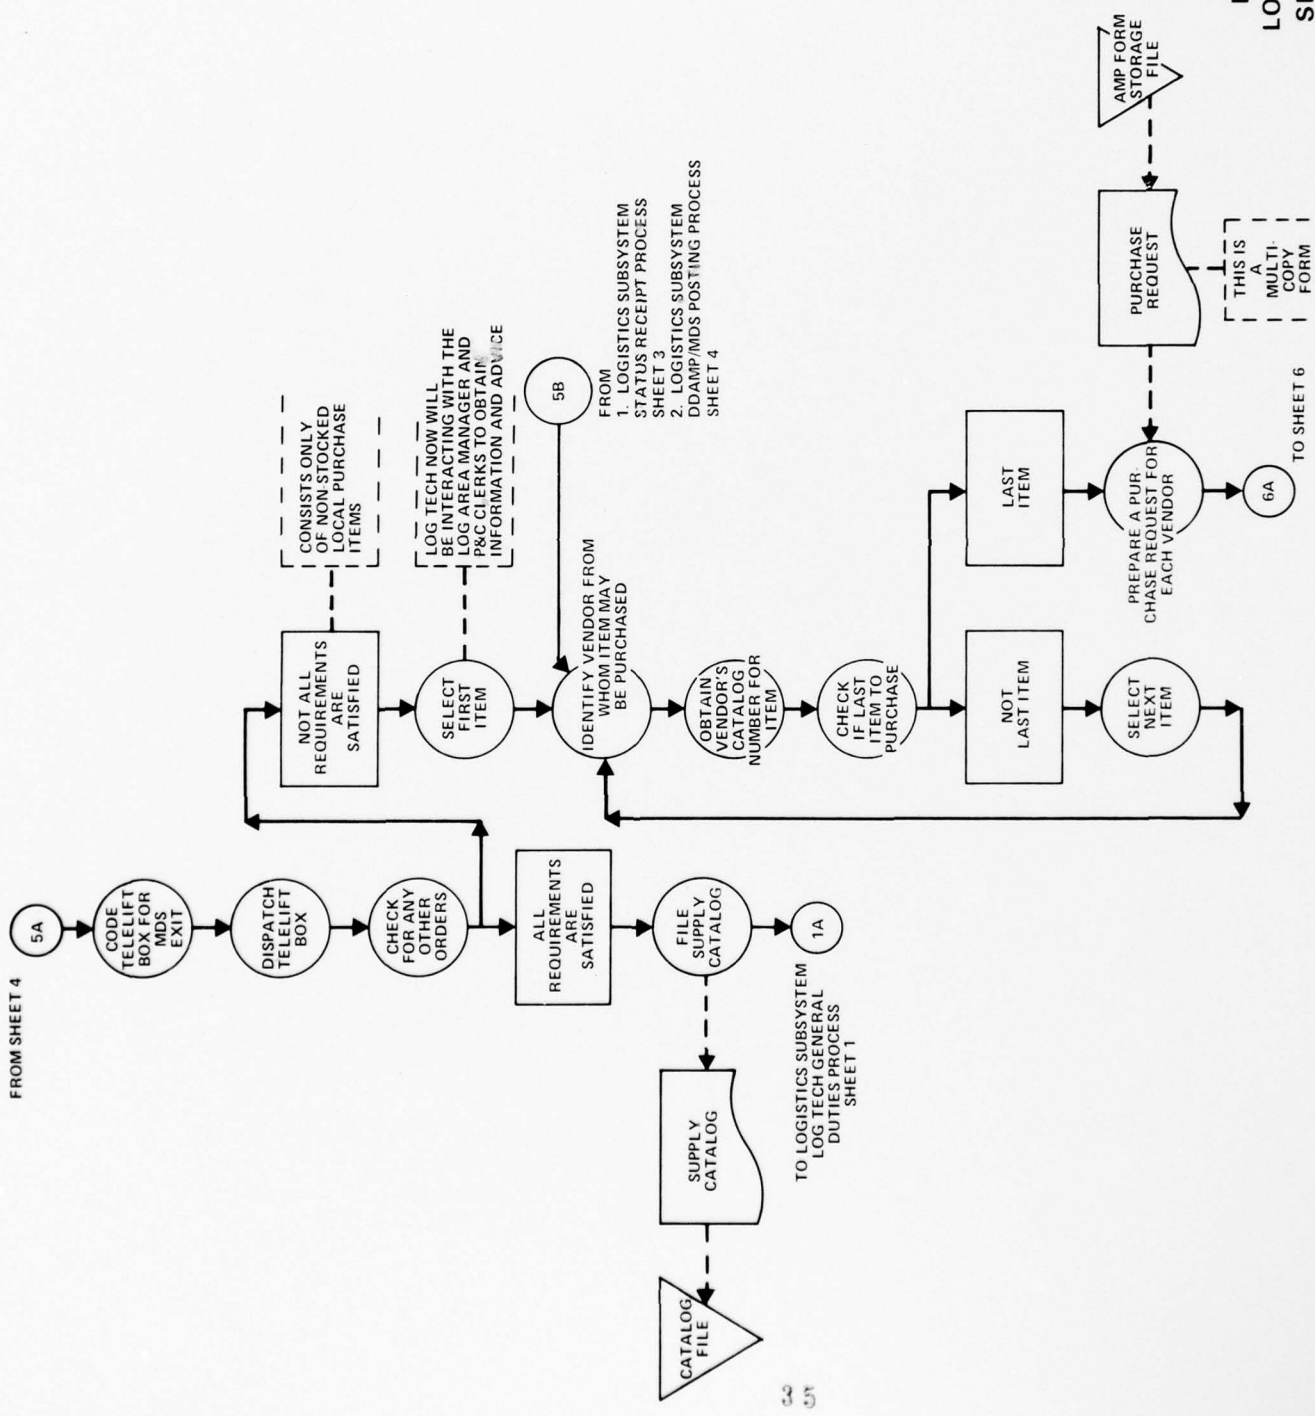 FROM SHEET 4
5A
CODE
TELELIFT
BOX FOR
MDS
EXIT
DISPATCH
TELELIFT
BOX
CHECK
FOR ANY
OTHER
ORDERS
ALL
REQUIREMENTS
ARE
SATISFIED
FILE
SUPPLY
CATALOG
1A
TO LOGISTICS SUBSYSTEM
LOG TECH GENERAL
DUTIES PROCESS
SHEET 1
SUPPLY
CATALOG
CATALOG
FILE
NOT ALL
REQUIREMENTS
ARE
SATISFIED
CONSISTS ONLY
OF NON-STOCKED
LOCAL PURCHASE
ITEMS
SELECT
FIRST
ITEM
LOG TECH NOW WILL
BE INTERACTING WITH THE
LOG AREA MANAGER AND
P&C CLERKS TO OBTAIN
INFORMATION AND ADVICE
5B
FROM
1. LOGISTICS SUBSYSTEM
STATUS RECEIPT PROCESS
SHEET 3
2. LOGISTICS SUBSYSTEM
DDAMP/MDS POSTING PROCESS
SHEET 4
IDENTIFY VENDOR FROM
WHOM ITEM MAY
BE PURCHASED
OBTAIN
VENDOR'S
CATALOG
NUMBER FOR
ITEM
CHECK
IF LAST
ITEM TO
PURCHASE
NOT
LAST ITEM
SELECT
NEXT
ITEM
LAST
ITEM
PREPARE A PUR-
CHASE REQUEST FOR
EACH VENDOR
6A
TO SHEET 6
PURCHASE
REQUEST
THIS IS
A
MULTI-
COPY
FORM
AMP FORM
STORAGE
FILE
LO
35